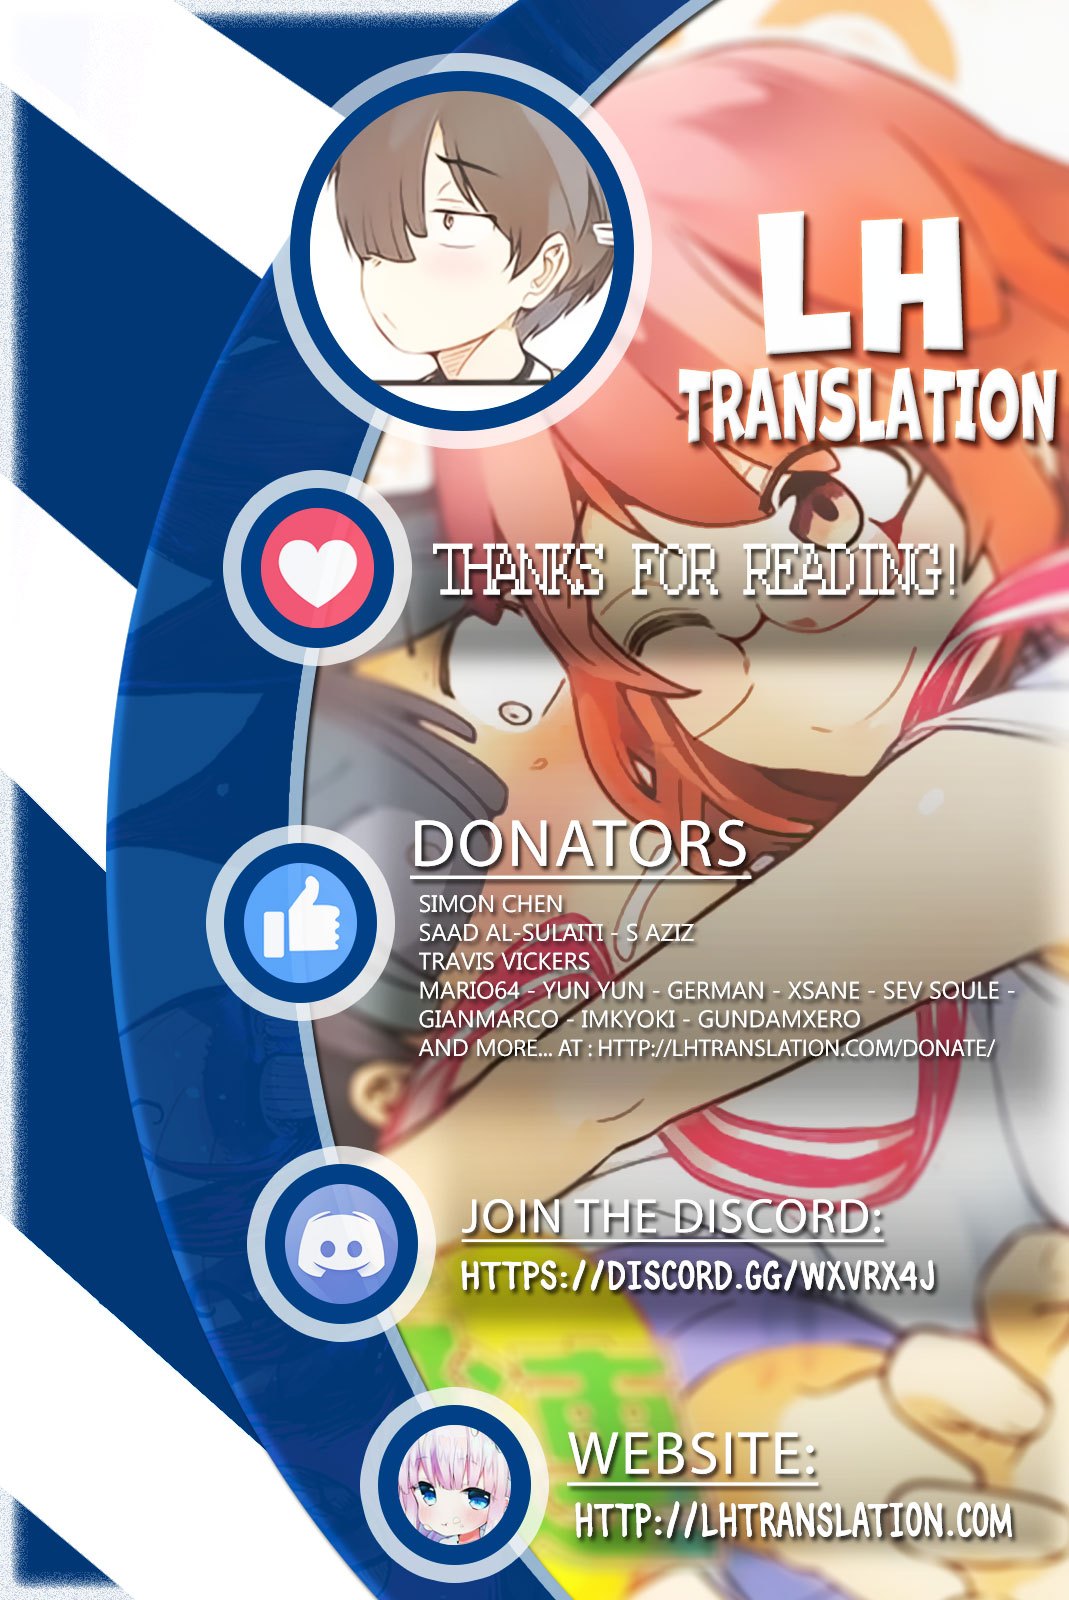 LH
TRANSLATION
THANKS FOR READING!
DONATORS
SIMON CHEN
SAAD AL-SULAITI - S AZIZ
TRAVIS VICKERS
MARIO64 - YUN YUN - GERMAN - XSANE - SEV SOULE -
GIANMARCO - IMKYOKI - GUNDAMXERO
AND MORE... AT : HTTP://LHTRANSLATION.COM/DONATE/
JOIN THE DISCORD:
HTTPS://DISCORD.GG/WXVRX4J
WEBSITE:
HTTP://LHTRANSLATION.COM